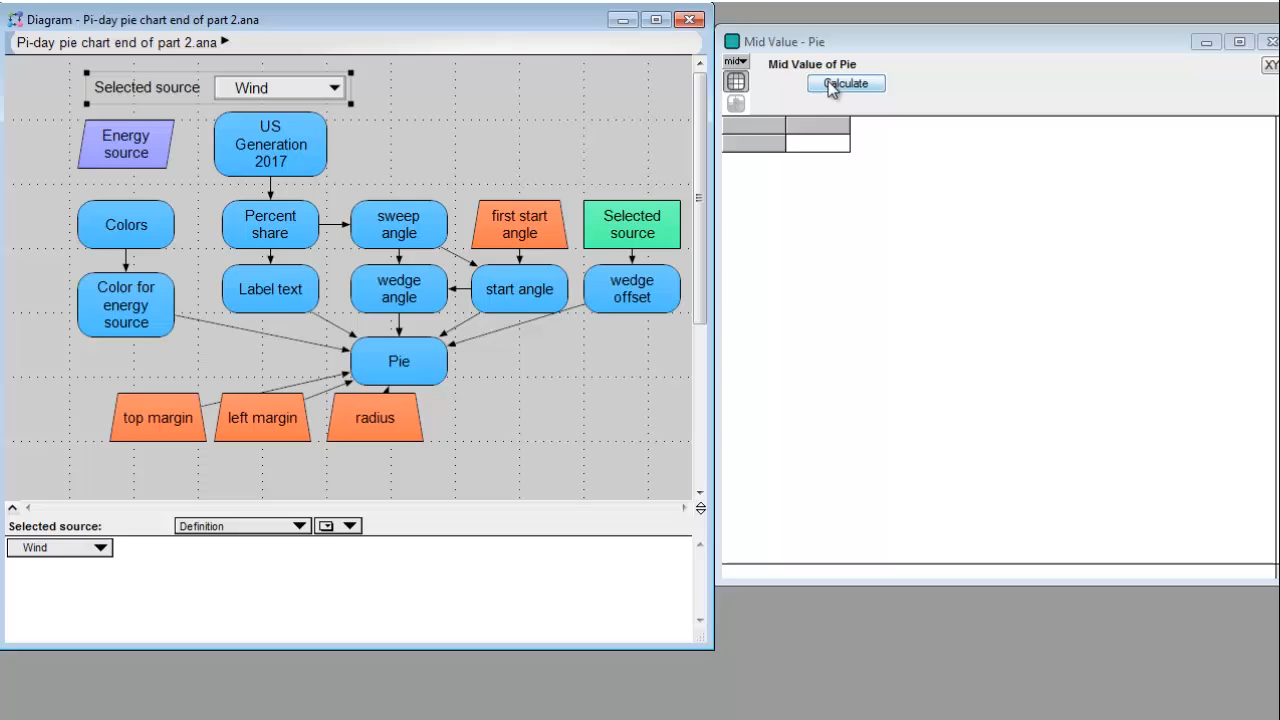 Diagram - Pi-day pie chart end of part 2.ana
Pi-day pie chart end of part 2.ana
Selected source
Wind
Energy
source
US
Generation
2017
Colors
Percent
share
sweep
angle
first start
angle
Selected
source
Color for
energy
source
Label text
wedge
angle
start angle
wedge
offset
Pie
top margin
left margin
radius
Selected source:
Definition
Wind
Mid Value - Pie
mid
Mid Value of Pie
XY
Calculate